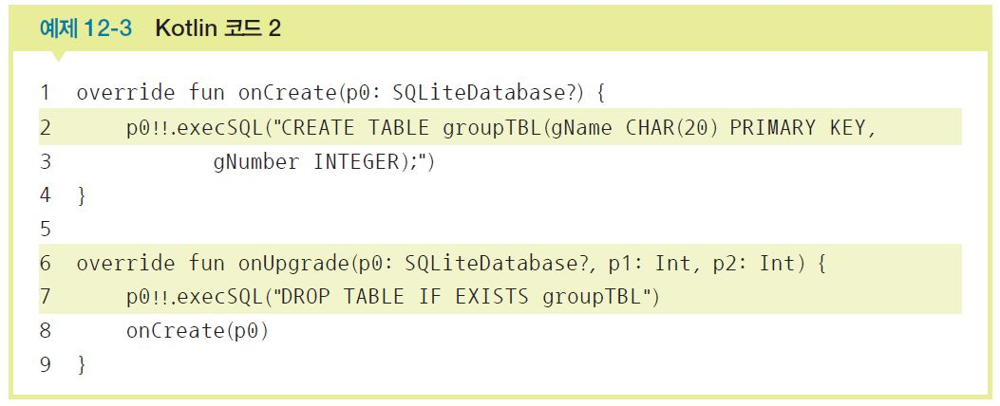 예제 12-3 Kotlin 코드 2
1 override fun onCreate(p0: SQLiteDatabase?) {
2 p0!!.execSQL("CREATE TABLE groupTBL(gName CHAR(20) PRIMARY KEY,
3 gNumber INTEGER);")
4 }
5
6 override fun onUpgrade(p0: SQLiteDatabase?, p1: Int, p2: Int) {
7 p0!!.execSQL("DROP TABLE IF EXISTS groupTBL")
8 onCreate(p0)
9 }